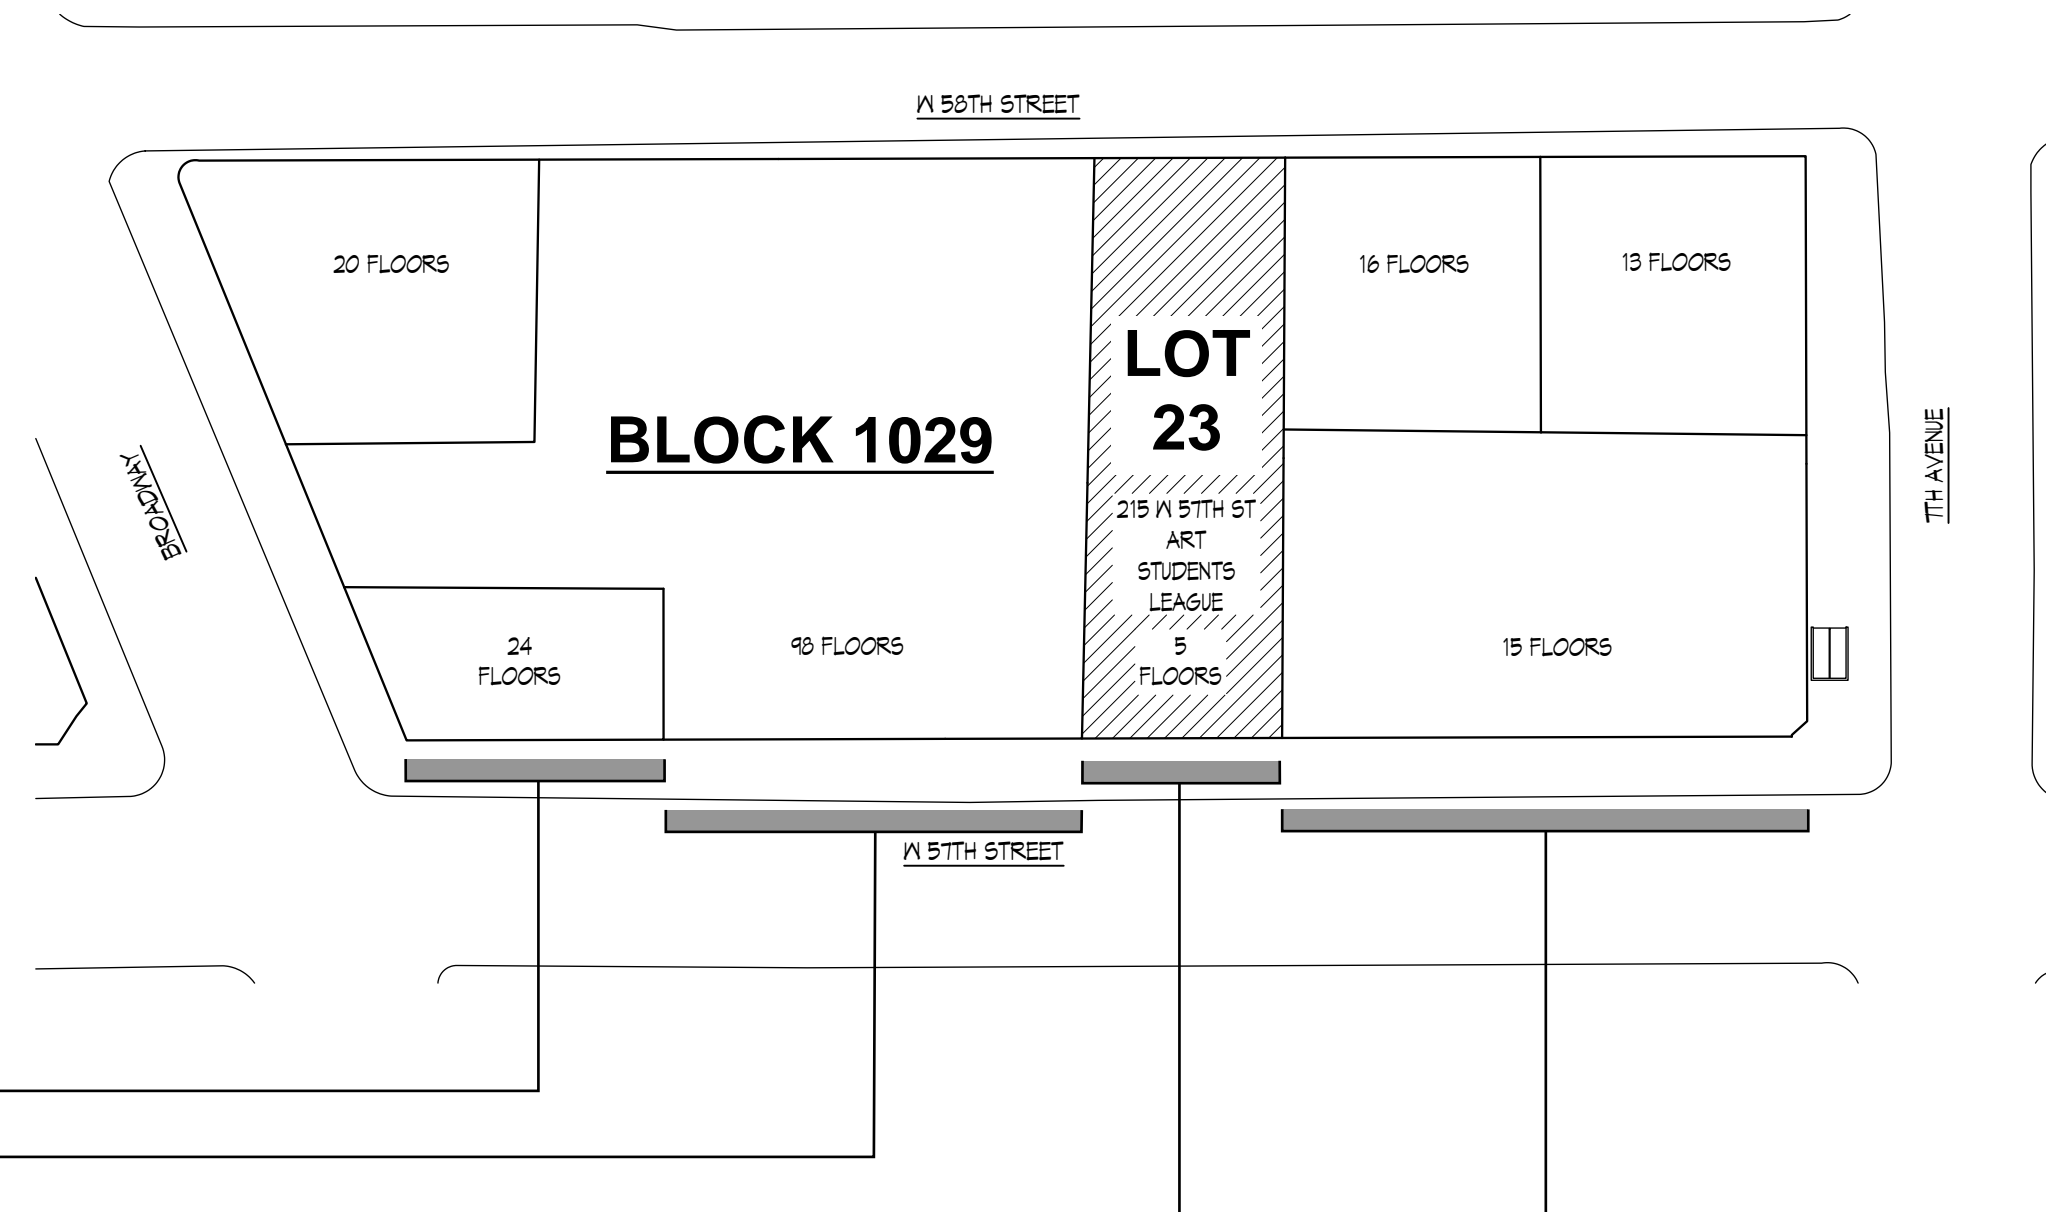 W 58TH STREET
20 FLOORS
16 FLOORS
13 FLOORS
LOT
23
BLOCK 1029
BROADWAY
7TH AVENUE
215 W 57TH ST
ART
STUDENTS
LEAGUE
24
FLOORS
98 FLOORS
5
FLOORS
15 FLOORS
W 57TH STREET